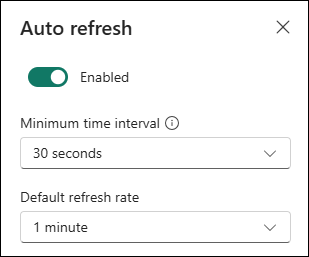 Auto refresh
Enabled
Minimum time interval
30 seconds
Default refresh rate
1 minute